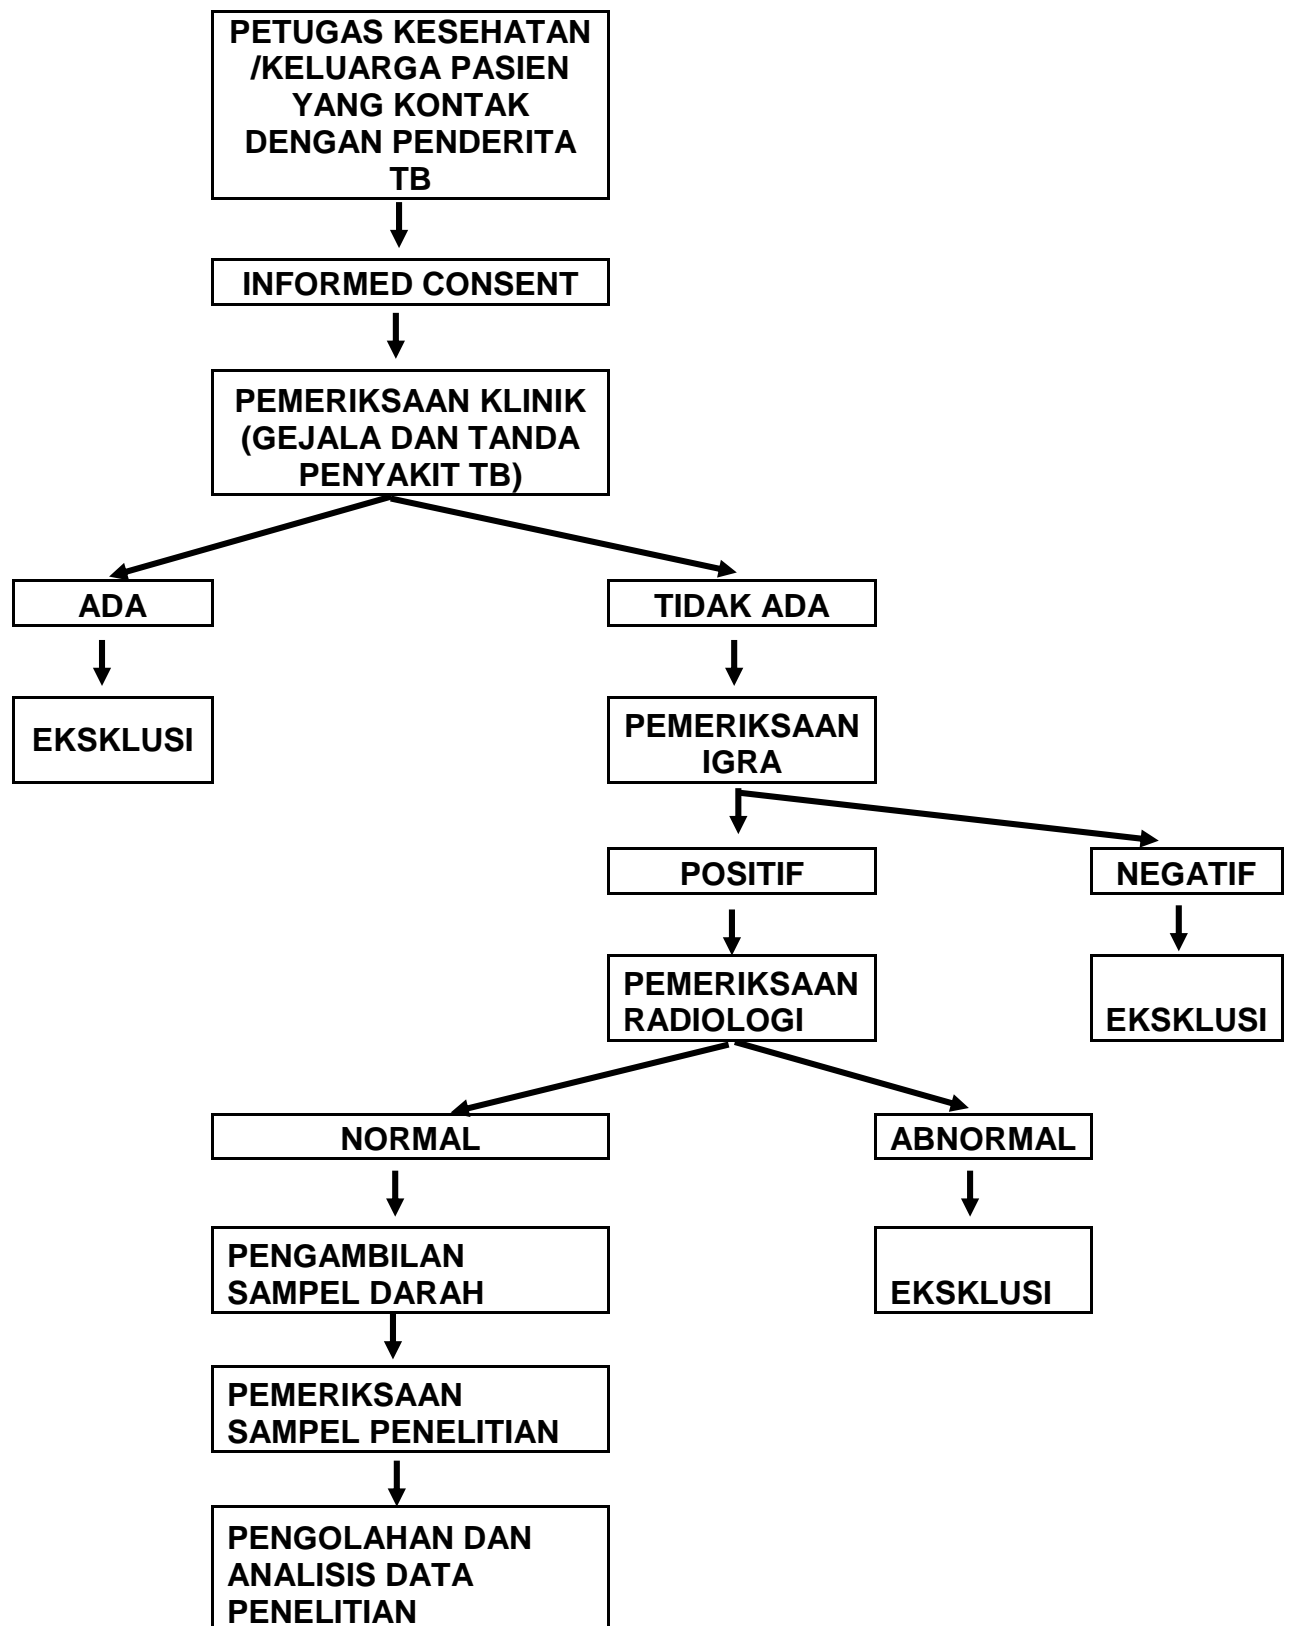 PETUGAS KESEHATAN
/KELUARGA PASIEN
YANG KONTAK
DENGAN PENDERITA
TB
INFORMED CONSENT
PEMERIKSAAN KLINIK
(GEJALA DAN TANDA
PENYAKIT TB)
ADA
TIDAK ADA
EKSKLUSI
PEMERIKSAAN
IGRA
POSITIF
NEGATIF
PEMERIKSAAN
RADIOLOGI
EKSKLUSI
NORMAL
ABNORMAL
PENGAMBILAN
SAMPEL DARAH
EKSKLUSI
PEMERIKSAAN
SAMPEL PENELITIAN
PENGOLAHAN DAN
ANALISIS DATA
PENELITIAN